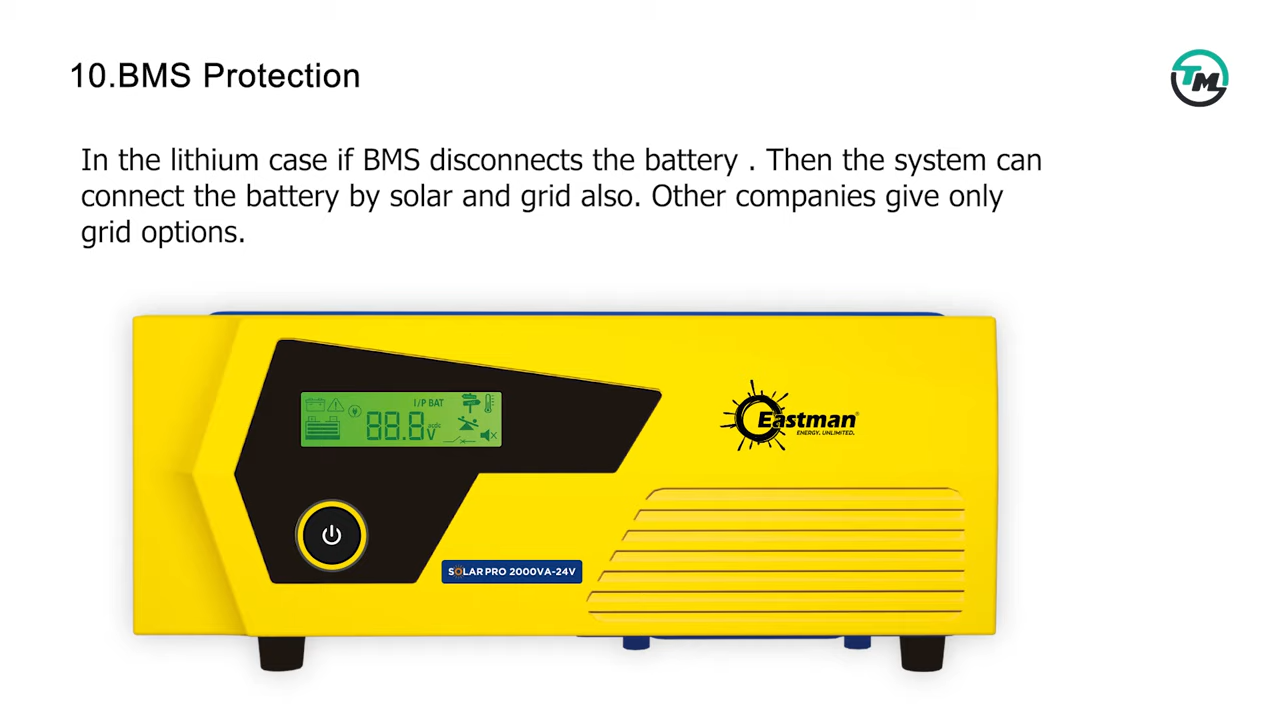 10.BMS Protection
TM
In the lithium case if BMS disconnects the battery . Then the system can
connect the battery by solar and grid also. Other companies give only
grid options.
I/P BAT
88.8V
Eastman
ENERGY. UNLIMITED.
SOLAR PRO 2000VA-24V